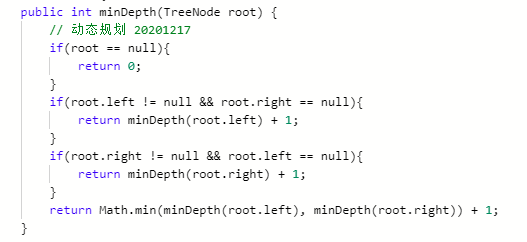 public int minDepth(TreeNode root) {
    // 动态规划 20201217
    if(root == null){
        return 0;
    }
    if(root.left != null && root.right == null){
        return minDepth(root.left) + 1;
    }
    if(root.right != null && root.left == null){
        return minDepth(root.right) + 1;
    }
    return Math.min(minDepth(root.left), minDepth(root.right)) + 1;
}